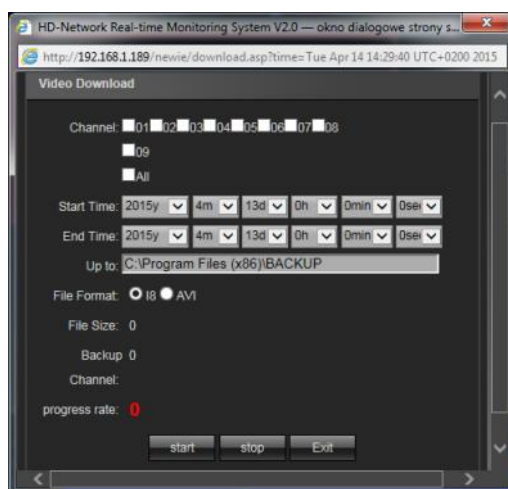 HD-Network Real-time Monitoring System V2.0 — okno dialogowe strony s...
http://192.168.1.189/newie/download.asp?time=Tue Apr 14 14:29:40 UTC+0200 2015
Video Download
Channel: 01 02 03 04 05 06 07 08
09
All
Start Time: 2015y 4m 13d 0h 0min 0sec
End Time: 2015y 4m 13d 0h 0min 0sec
Up to: C:\Program Files (x86)\BACKUP
File Format: I8 AVI
File Size: 0
Backup 0
Channel:
progress rate: 0
start stop Exit